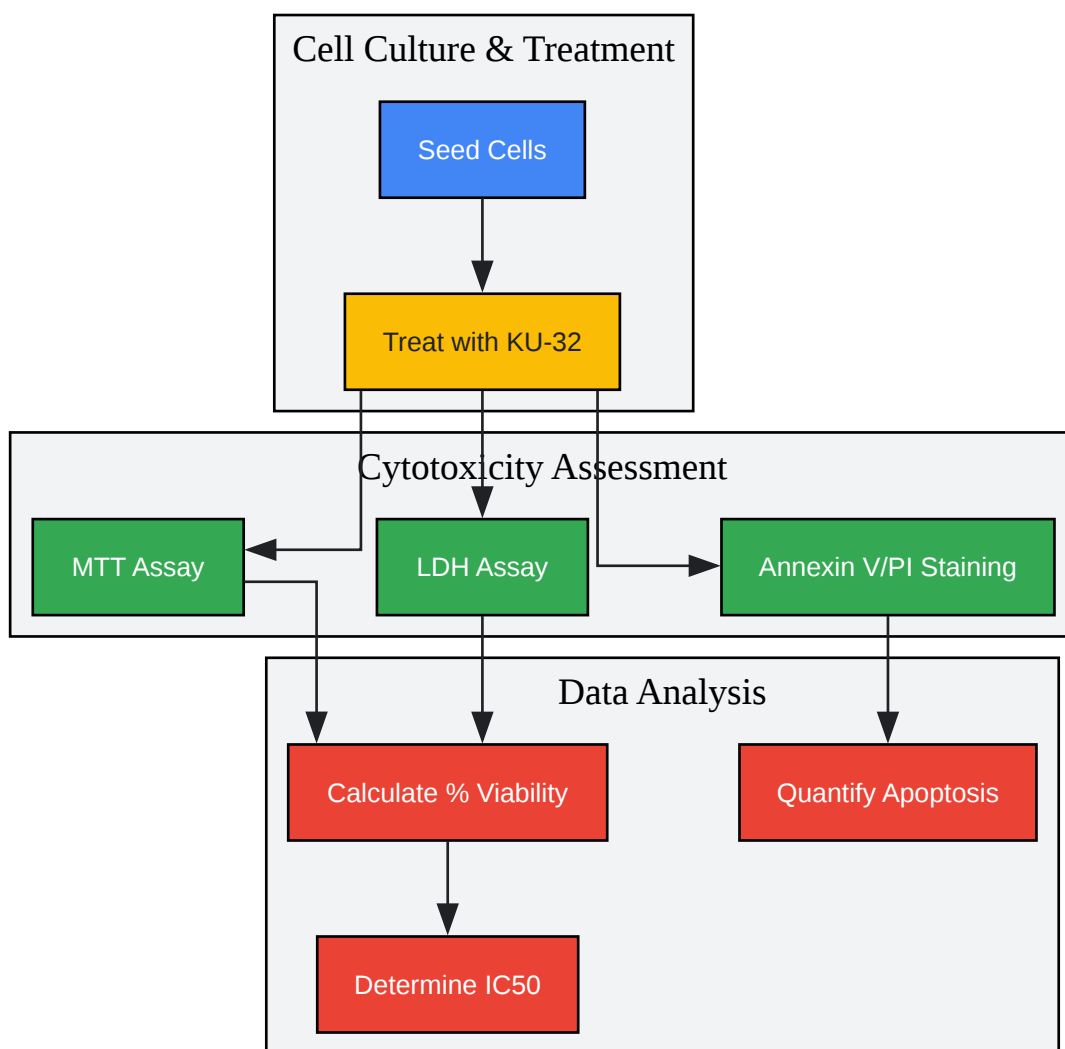 Cell Culture & Treatment
Seed Cells
Treat with KU-32
Cytotoxicity Assessment
MTT Assay
LDH Assay
Annexin V/PI Staining
Data Analysis
Calculate % Viability
Quantify Apoptosis
Determine IC50